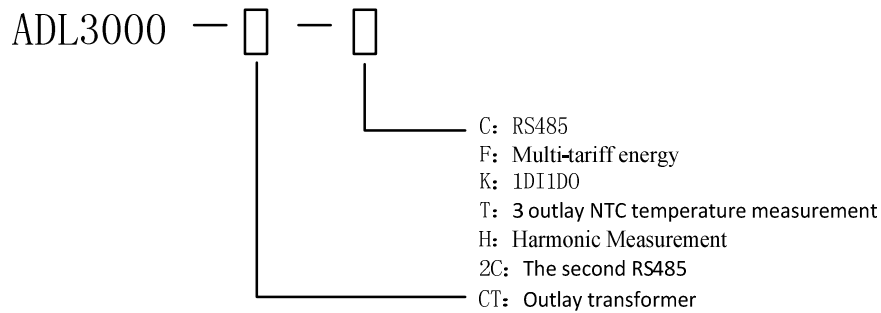 ADL3000 — □ — □
C: RS485
F: Multi-tariff energy
K: 1DI1DO
T: 3 outlay NTC temperature measurement
H: Harmonic Measurement
2C: The second RS485
CT: Outlay transformer